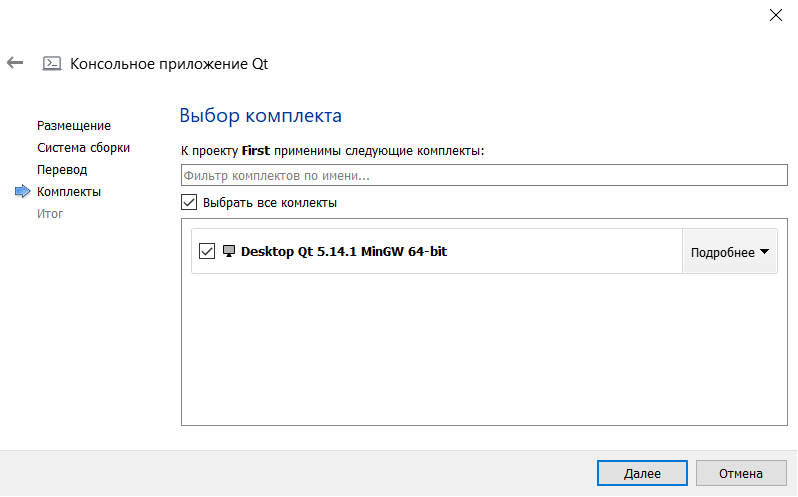 Консольное приложение Qt
Размещение
Система сборки
Перевод
Комплекты
Итог
Выбор комплекта
К проекту First применимы следующие комплекты:
Фильтр комплектов по имени...
Выбрать все комлекты
Desktop Qt 5.14.1 MinGW 64-bit
Подробнее
Далее
Отмена